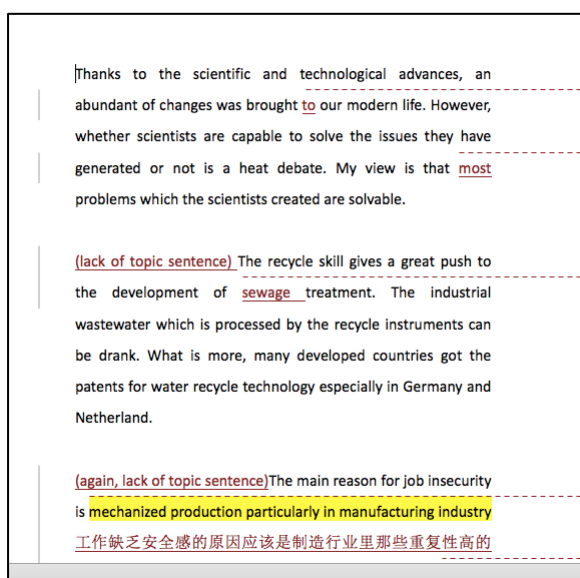 Thanks to the scientific and technological advances, an
abundant of changes was brought to our modern life. However,
whether scientists are capable to solve the issues they have
generated or not is a heat debate. My view is that most
problems which the scientists created are solvable.
(lack of topic sentence) The recycle skill gives a great push to
the development of sewage treatment. The industrial
wastewater which is processed by the recycle instruments can
be drank. What is more, many developed countries got the
patents for water recycle technology especially in Germany and
Netherland.
(again, lack of topic sentence)The main reason for job insecurity
is mechanized production particularly in manufacturing industry
工作缺乏安全感的原因应该是制造行业里那些重复性高的